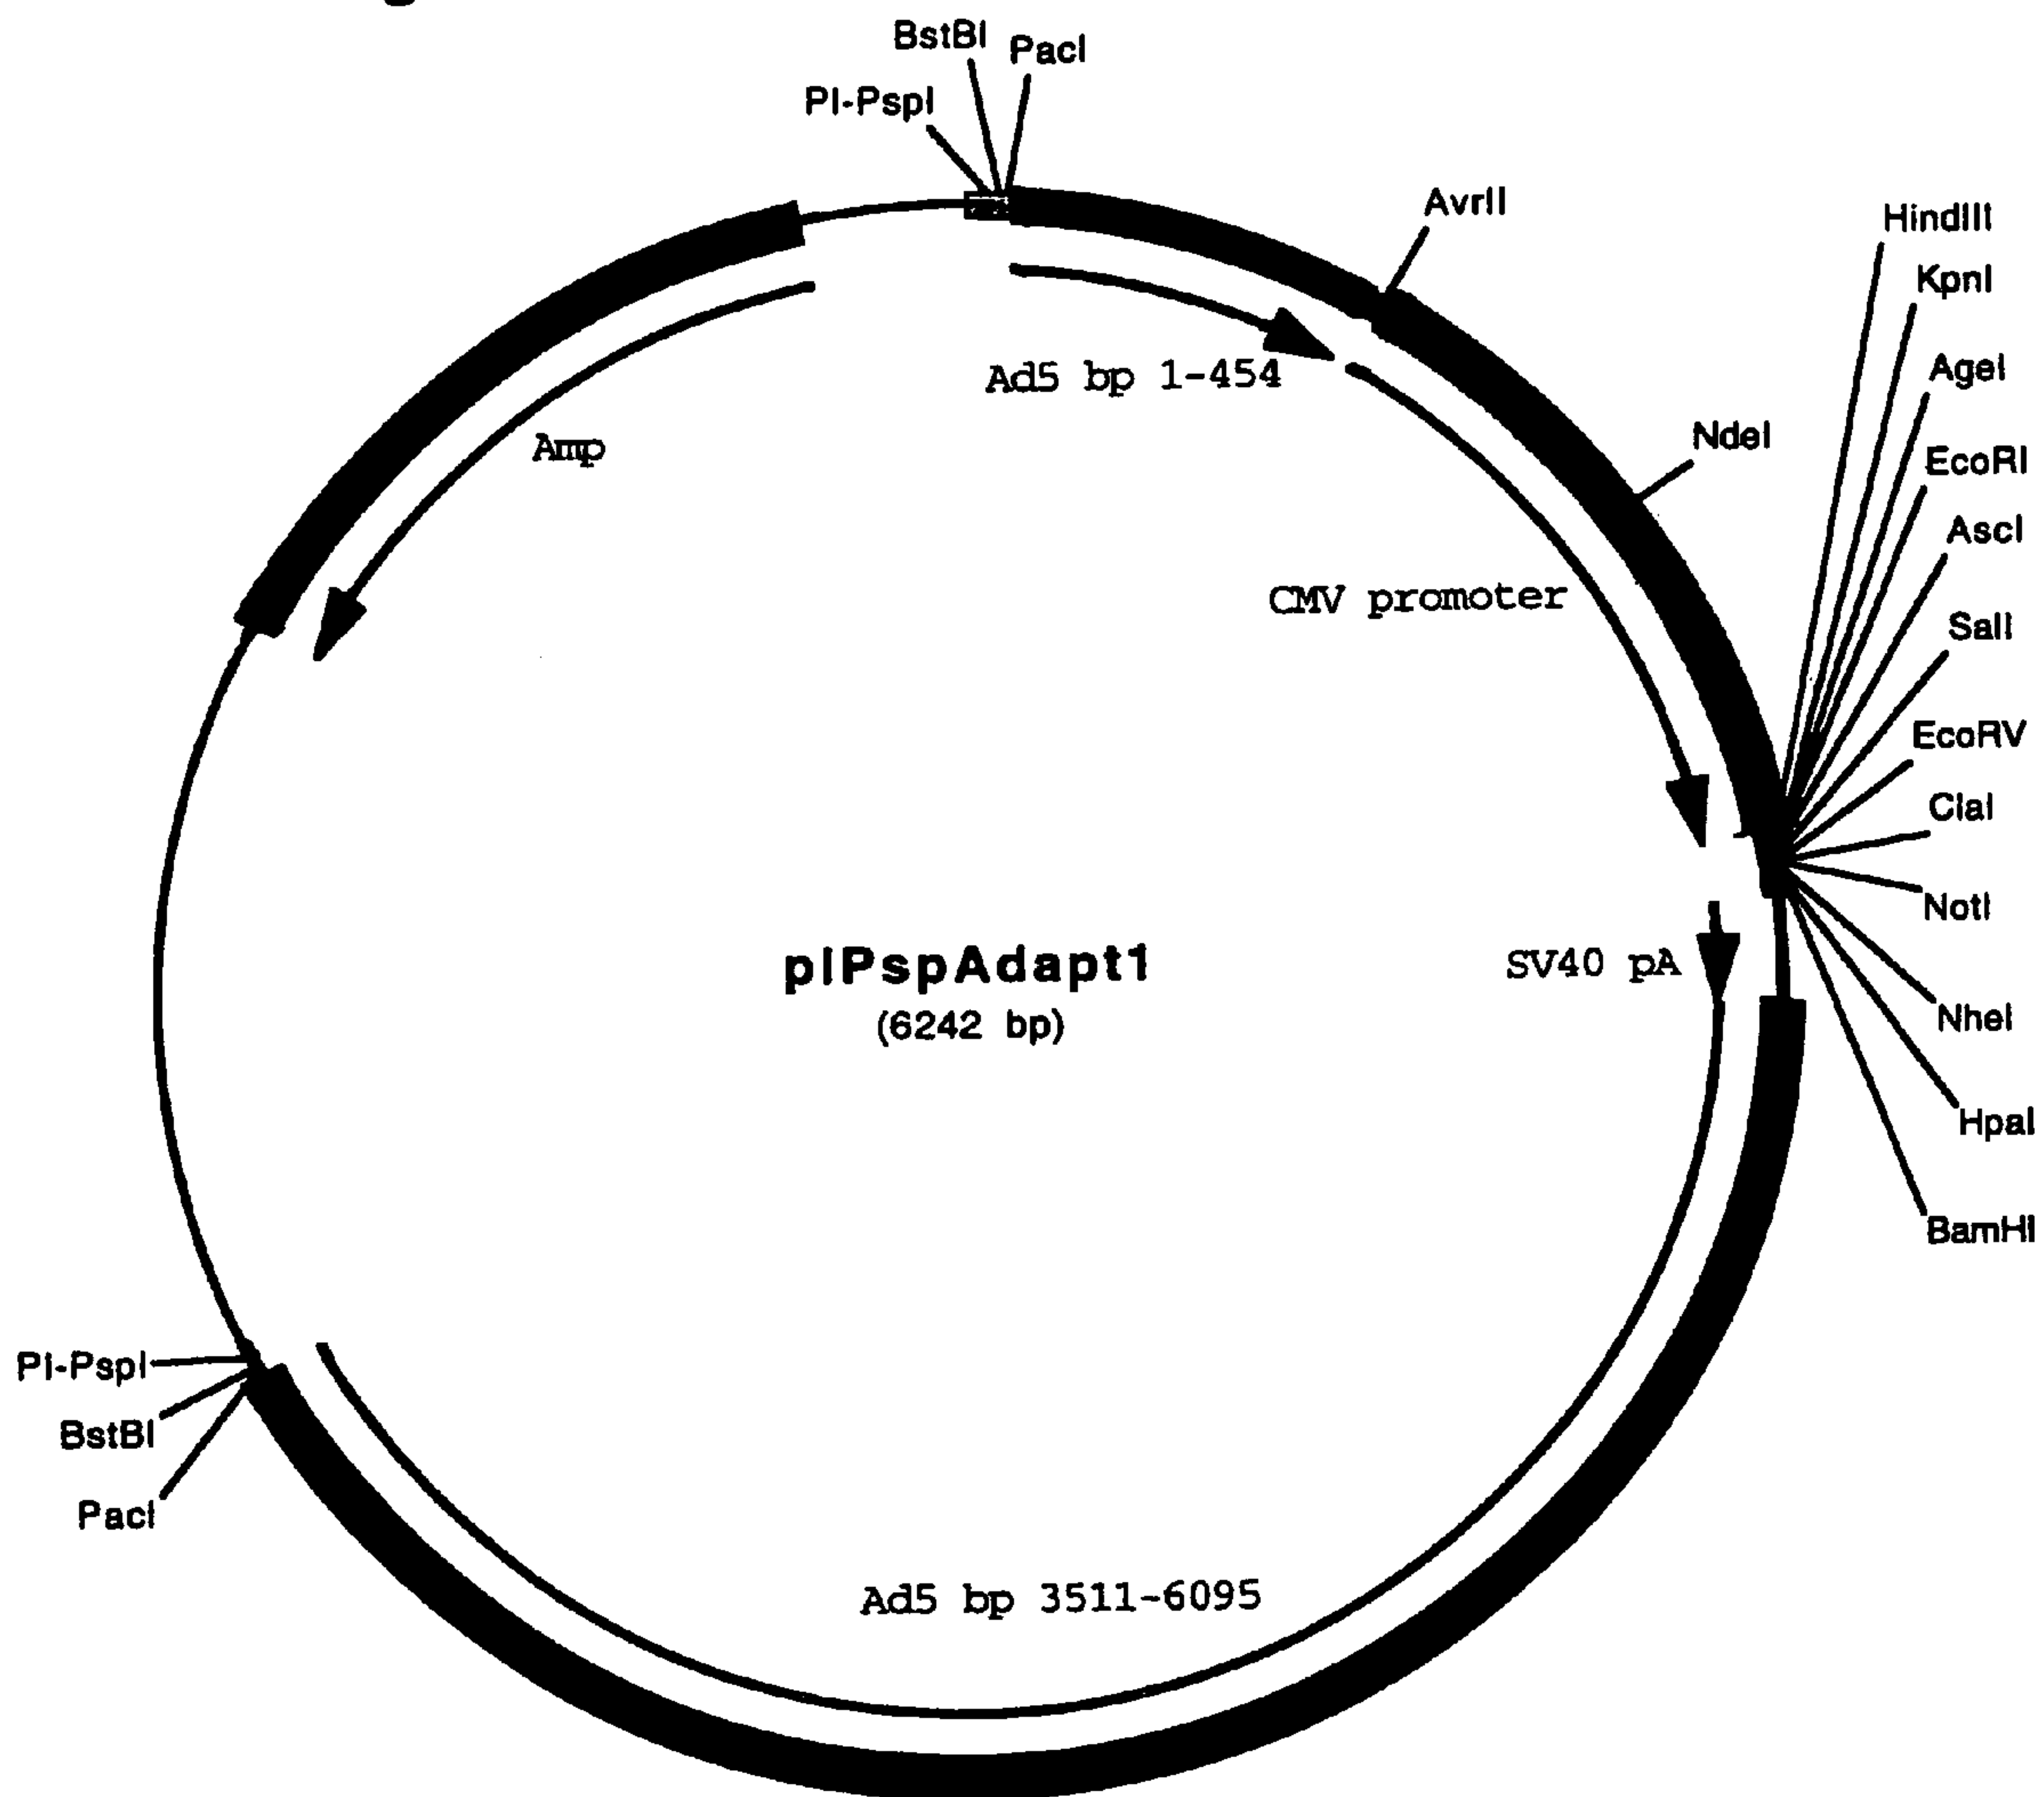 BstBI
PacI
PI-PspI
AvrII
HindIII
KpnI
AgeI
NdeI
EcoRI
Amp
Ad5 bp 1-454
AscI
CMV promoter
SalI
EcoRV
ClaI
NotI
pIPspAdapt1
(6242 bp)
SV40 pA
NheI
HpaI
BamHI
PI-PspI
BstBI
PacI
Ad5 bp 3511-6095